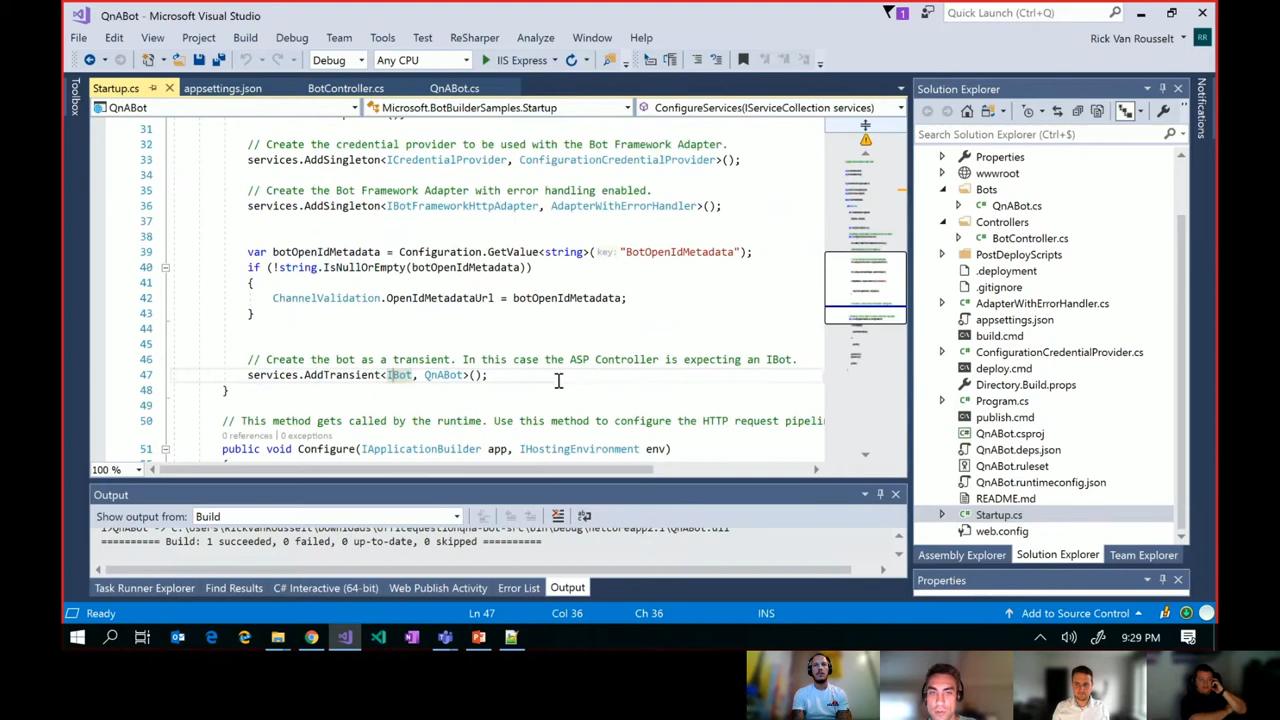 QnABot - Microsoft Visual Studio
1
Quick Launch (Ctrl+Q)
File Edit View Project Build Debug Team Tools Test ReSharper Analyze Window Help
Rick Van Rousselt
RR
Debug Any CPU IIS Express
Toolbox
Startup.cs appsettings.json BotController.cs QnABot.cs
QnABot Microsoft.BotBuilderSamples.Startup ConfigureServices(IServiceCollection services)
31
32 // Create the credential provider to be used with the Bot Framework Adapter.
33 services.AddSingleton<ICredentialProvider, ConfigurationCredentialProvider>();
34
35 // Create the Bot Framework Adapter with error handling enabled.
36 services.AddSingleton<IBotFrameworkHttpAdapter, AdapterWithErrorHandler>();
37
38
39 var botOpenIdMetadata = Configuration.GetValue<string>( key: "BotOpenIdMetadata");
40 if (!string.IsNullOrEmpty(botOpenIdMetadata))
41 {
42 ChannelValidation.OpenIdMetadataUrl = botOpenIdMetadata;
43 }
44
45
46 // Create the bot as a transient. In this case the ASP Controller is expecting an IBot.
47 services.AddTransient<IBot, QnABot>();
48 }
49
50 // This method gets called by the runtime. Use this method to configure the HTTP request pipelin
0 references | 0 exceptions
51 public void Configure(IApplicationBuilder app, IHostingEnvironment env)
100 %
Output
Show output from: Build
========== Build: 1 succeeded, 0 failed, 0 up-to-date, 0 skipped ==========
Task Runner Explorer Find Results C# Interactive (64-bit) Web Publish Activity Error List Output
Solution Explorer
Search Solution Explorer (Ctrl+$)
Properties
wwwroot
Bots
QnABot.cs
Controllers
BotController.cs
PostDeployScripts
.deployment
.gitignore
AdapterWithErrorHandler.cs
appsettings.json
build.cmd
ConfigurationCredentialProvider.cs
deploy.cmd
Directory.Build.props
Program.cs
publish.cmd
QnABot.csproj
QnABot.deps.json
QnABot.ruleset
QnABot.runtimeconfig.json
README.md
Startup.cs
web.config
Assembly Explorer Solution Explorer Team Explorer
Properties
Notifications
Ready Ln 47 Col 36 Ch 36 INS Add to Source Control
9:29 PM